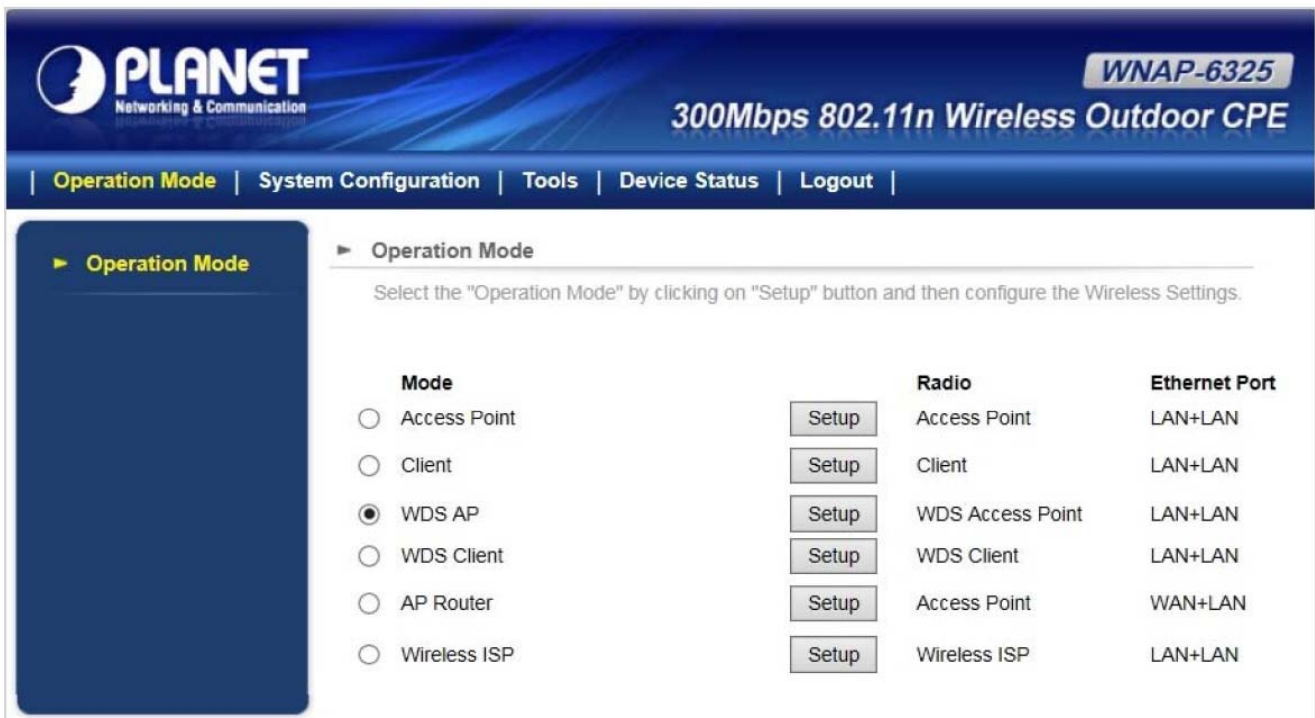 PLANET
Networking & Communication
WNAP-6325
300Mbps 802.11n Wireless Outdoor CPE
| Operation Mode | System Configuration | Tools | Device Status | Logout |
Operation Mode
Operation Mode
Select the "Operation Mode" by clicking on "Setup" button and then configure the Wireless Settings.
Mode Radio Ethernet Port
Access Point Setup Access Point LAN+LAN
Client Setup Client LAN+LAN
WDS AP Setup WDS Access Point LAN+LAN
WDS Client Setup WDS Client LAN+LAN
AP Router Setup Access Point WAN+LAN
Wireless ISP Setup Wireless ISP LAN+LAN